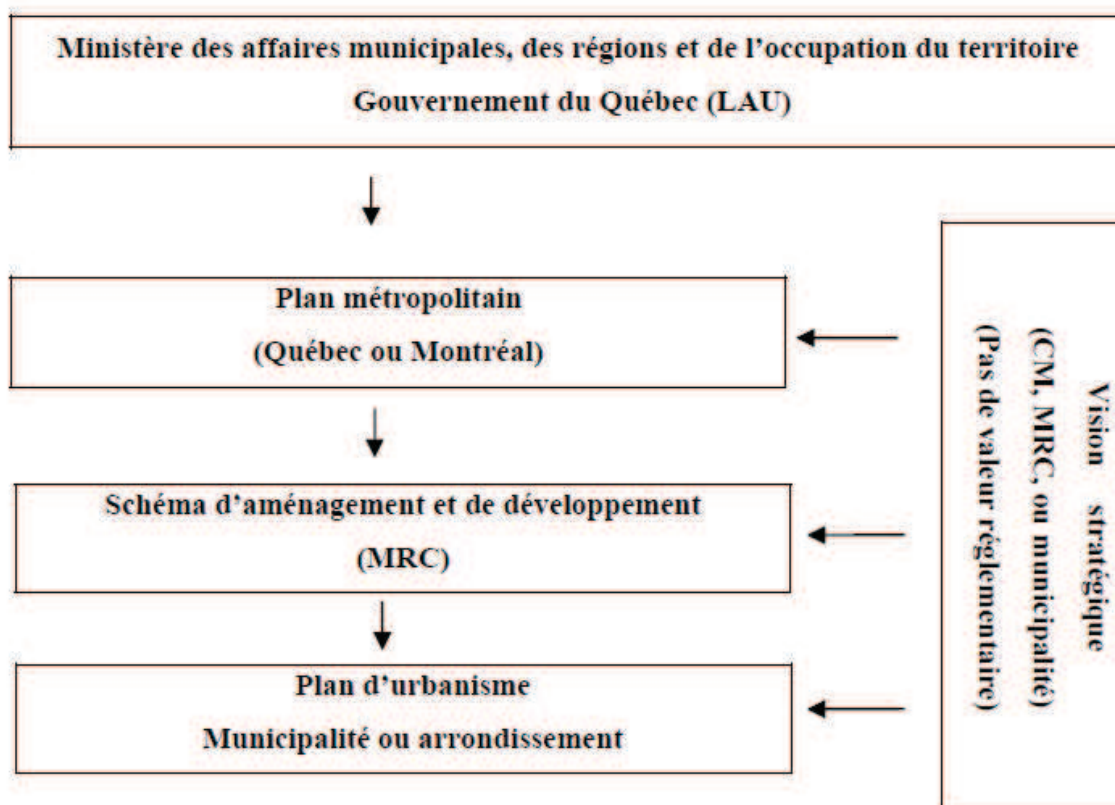 Ministère des affaires municipales, des régions et de l’occupation du territoire
Gouvernement du Québec (LAU)
Plan métropolitain
(Québec ou Montréal)
Schéma d’aménagement et de développement
(MRC)
Plan d’urbanisme
Municipalité ou arrondissement
Vision stratégique
(CM, MRC, ou municipalité)
(Pas de valeur réglementaire)